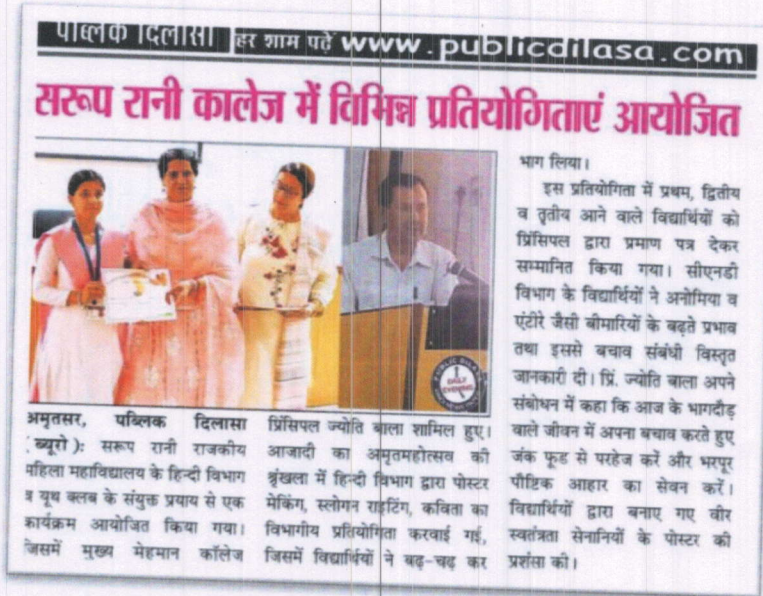 पब्लिक दिलासा हर शाम पढ़ें www.publicdilasa.com
सरूप रानी कालेज में विभिन्न प्रतियोगिताएं आयोजित
PUBLIC DILASA
DAILY
EVENING
अमृतसर, पब्लिक दिलासा
(ब्यूरो): सरूप रानी राजकीय
महिला महाविद्यालय के हिन्दी विभाग
व यूथ क्लब के संयुक्त प्रयाय से एक
कार्यक्रम आयोजित किया गया।
जिसमें मुख्य मेहमान कॉलेज
प्रिंसिपल ज्योति बाला शामिल हुए।
आजादी का अमृतमहोत्सव की
श्रृंखला में हिन्दी विभाग द्वारा पोस्टर
मेकिंग, स्लोगन राइटिंग, कविता का
विभागीय प्रतियोगिता करवाई गई,
जिसमें विद्यार्थियों ने बढ़-चढ़ कर
भाग लिया।
इस प्रतियोगिता में प्रथम, द्वितीय
व तृतीय आने वाले विद्यार्थियों को
प्रिंसिपल द्वारा प्रमाण पत्र देकर
सम्मानित किया गया। सीएनडी
विभाग के विद्यार्थियों ने अनोमिया व
एंटीरे जैसी बीमारियों के बढ़ते प्रभाव
तथा इससे बचाव संबंधी विस्तृत
जानकारी दी। प्रिं. ज्योति बाला अपने
संबोधन में कहा कि आज के भागदौड़
वाले जीवन में अपना बचाव करते हुए
जंक फूड से परहेज करें और भरपूर
पौष्टिक आहार का सेवन करें।
विद्यार्थियों द्वारा बनाए गए वीर
स्वतंत्रता सेनानियों के पोस्टर की
प्रशंसा की।